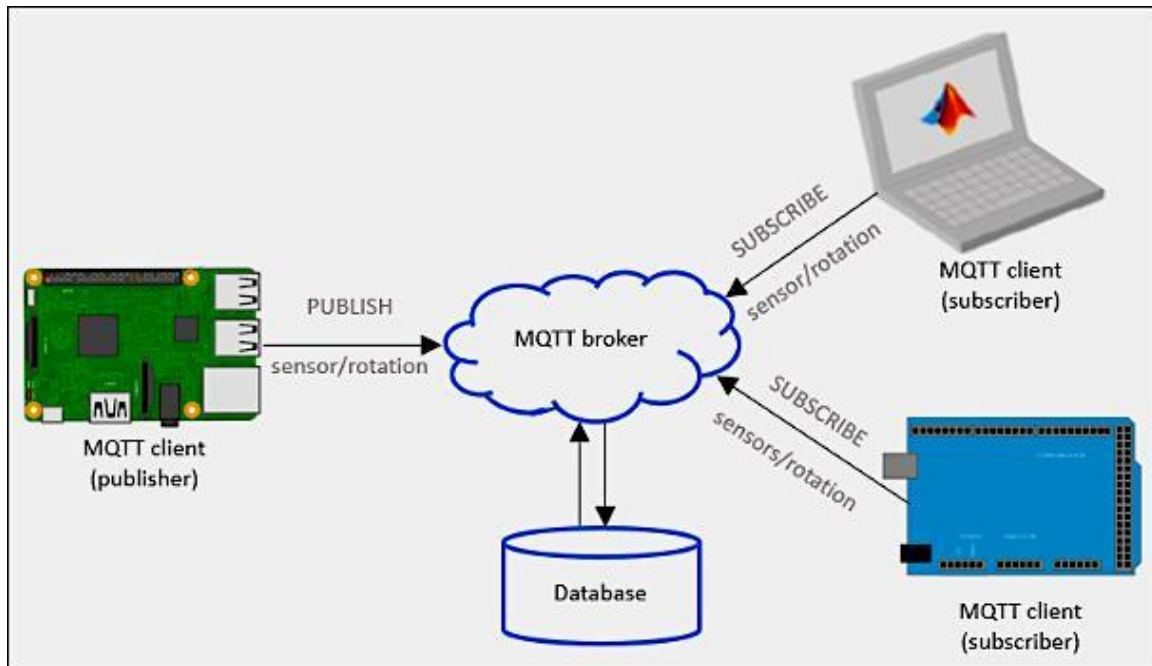 PUBLISH
sensor/rotation
MQTT client
(publisher)
MQTT broker
Database
SUBSCRIBE
sensor/rotation
MQTT client
(subscriber)
SUBSCRIBE
sensors/rotation
MQTT client
(subscriber)